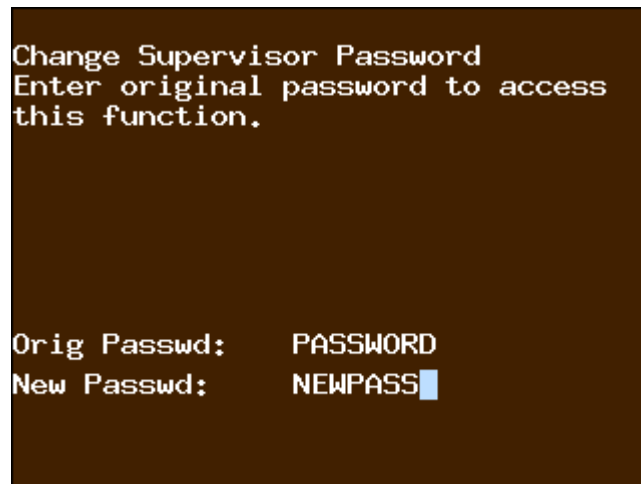 Change Supervisor Password
Enter original password to access
this function.
Orig Passwd: PASSWORD
New Passwd: NEWPASS